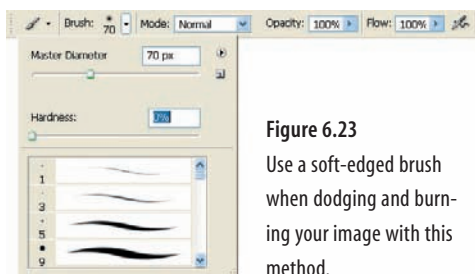 Brush: 70 Mode: Normal Opacity: 100% Flow: 100%
Master Diameter 70 px
Hardness: 0%
1
3
5
9
Figure 6.23
Use a soft-edged brush
when dodging and burn-
ing your image with this
method.